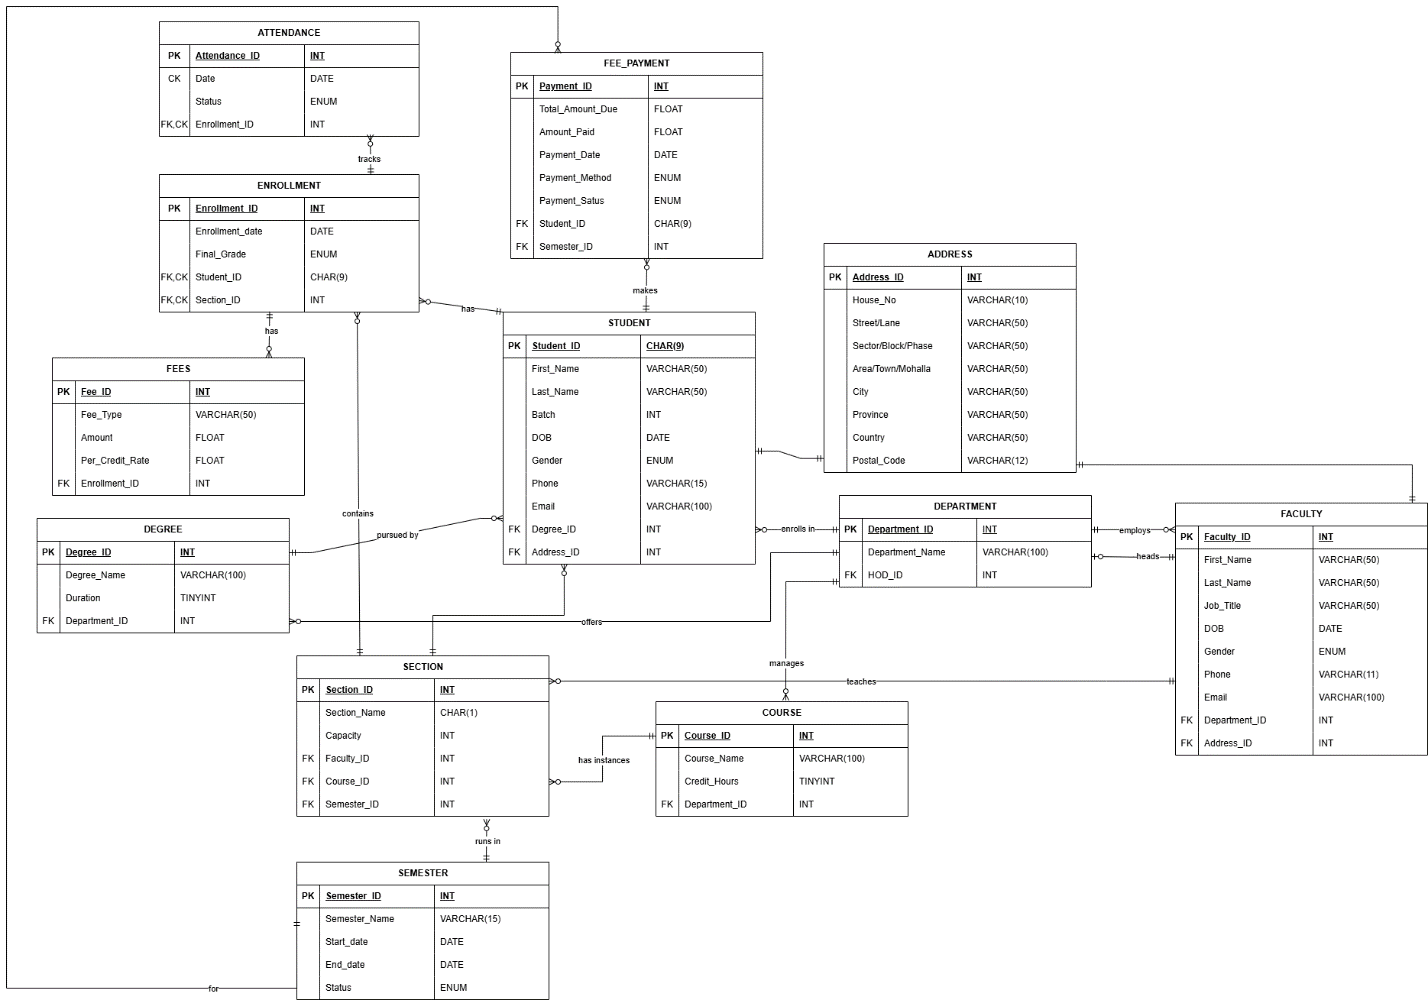 ATTENDANCE
PK Attendance_ID INT
CK Date DATE
Status ENUM
FK,CK Enrollment_ID INT
tracks
ENROLLMENT
PK Enrollment_ID INT
Enrollment_date DATE
Final_Grade ENUM
FK,CK Student_ID CHAR(9)
FK,CK Section_ID INT
has
has
FEES
PK Fee_ID INT
Fee_Type VARCHAR(50)
Amount FLOAT
Per_Credit_Rate FLOAT
FK Enrollment_ID INT
FEE_PAYMENT
PK Payment_ID INT
Total_Amount_Due FLOAT
Amount_Paid FLOAT
Payment_Date DATE
Payment_Method ENUM
Payment_Satus ENUM
FK Student_ID CHAR(9)
FK Semester_ID INT
makes
STUDENT
PK Student_ID CHAR(9)
First_Name VARCHAR(50)
Last_Name VARCHAR(50)
Batch INT
DOB DATE
Gender ENUM
Phone VARCHAR(15)
Email VARCHAR(100)
FK Degree_ID INT
FK Address_ID INT
ADDRESS
PK Address_ID INT
House_No VARCHAR(10)
Street/Lane VARCHAR(50)
Sector/Block/Phase VARCHAR(50)
Area/Town/Mohalla VARCHAR(50)
City VARCHAR(50)
Province VARCHAR(50)
Country VARCHAR(50)
Postal_Code VARCHAR(12)
contains
pursued by
DEGREE
PK Degree_ID INT
Degree_Name VARCHAR(100)
Duration TINYINT
FK Department_ID INT
offers
enrolls in
DEPARTMENT
PK Department_ID INT
Department_Name VARCHAR(100)
FK HOD_ID INT
employs
heads
FACULTY
PK Faculty_ID INT
First_Name VARCHAR(50)
Last_Name VARCHAR(50)
Job_Title VARCHAR(50)
DOB DATE
Gender ENUM
Phone VARCHAR(11)
Email VARCHAR(100)
FK Department_ID INT
FK Address_ID INT
manages
teaches
SECTION
PK Section_ID INT
Section_Name CHAR(1)
Capacity INT
FK Faculty_ID INT
FK Course_ID INT
FK Semester_ID INT
has instances
COURSE
PK Course_ID INT
Course_Name VARCHAR(100)
Credit_Hours TINYINT
FK Department_ID INT
runs in
SEMESTER
PK Semester_ID INT
Semester_Name VARCHAR(15)
Start_date DATE
End_date DATE
Status ENUM
for